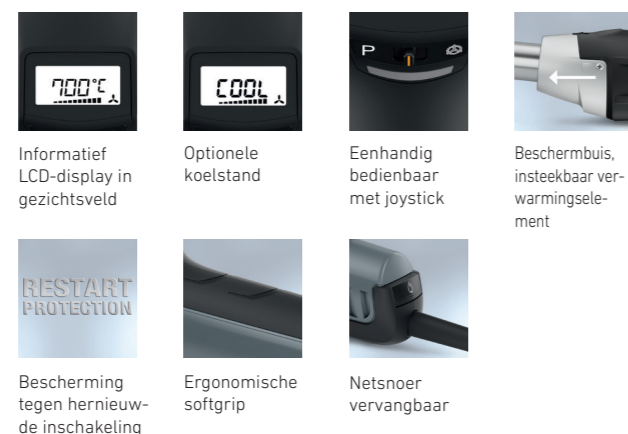 700°C
COOL
P
Informatief
LCD-display in
gezichtsveld
Optionele
koelstand
Eenhandig
bedienbaar
met joystick
Beschermbuis,
insteekbaar ver-
warmingsele-
ment
RESTART
PROTECTION
Bescherming
tegen hernieuw-
de inschakeling
Ergonomische
softgrip
Netsnoer
vervangbaar